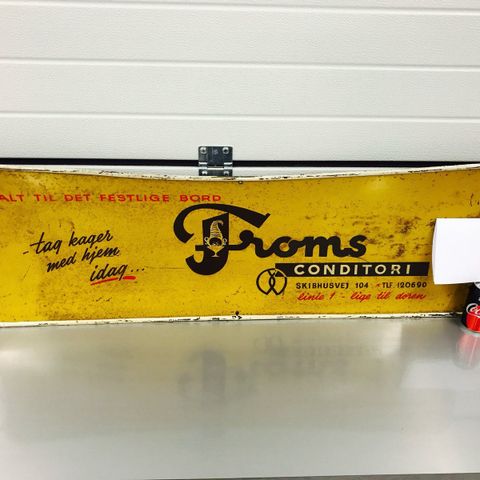 ALT TIL DET FESTLIGE BORD
- tag kager
med hjem
idag...
Froms
CONDITORI
SKIBHUSVEJ 104 - TLF 120690
linie 1 - lige til døren